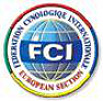 FEDERATION CYNOLOGIQUE INTERNATIONALE
FCI
EUROPEAN SECTION